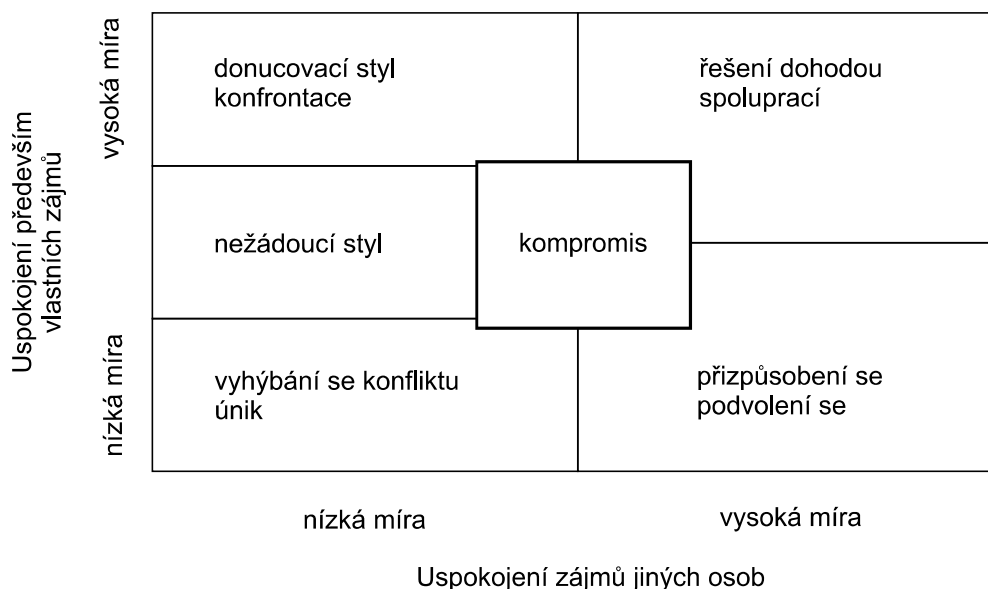 Uspokojení především
vlastních zájmů
vysoká míra
nízká míra
donucovací styl
konfrontace
řešení dohodou
spoluprací
nežádoucí styl
kompromis
vyhýbání se konfliktu
únik
přizpůsobení se
podvolení se
nízká míra
vysoká míra
Uspokojení zájmů jiných osob